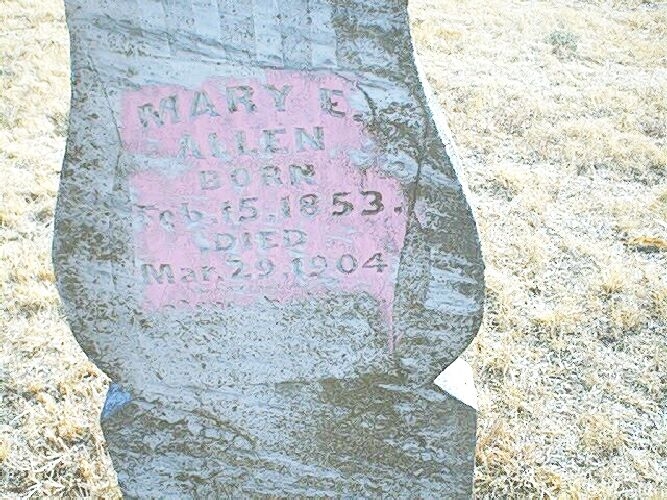 MARY E.
ALLEN
BORN
Feb. 15. 1853.
DIED
Mar. 29, 1904